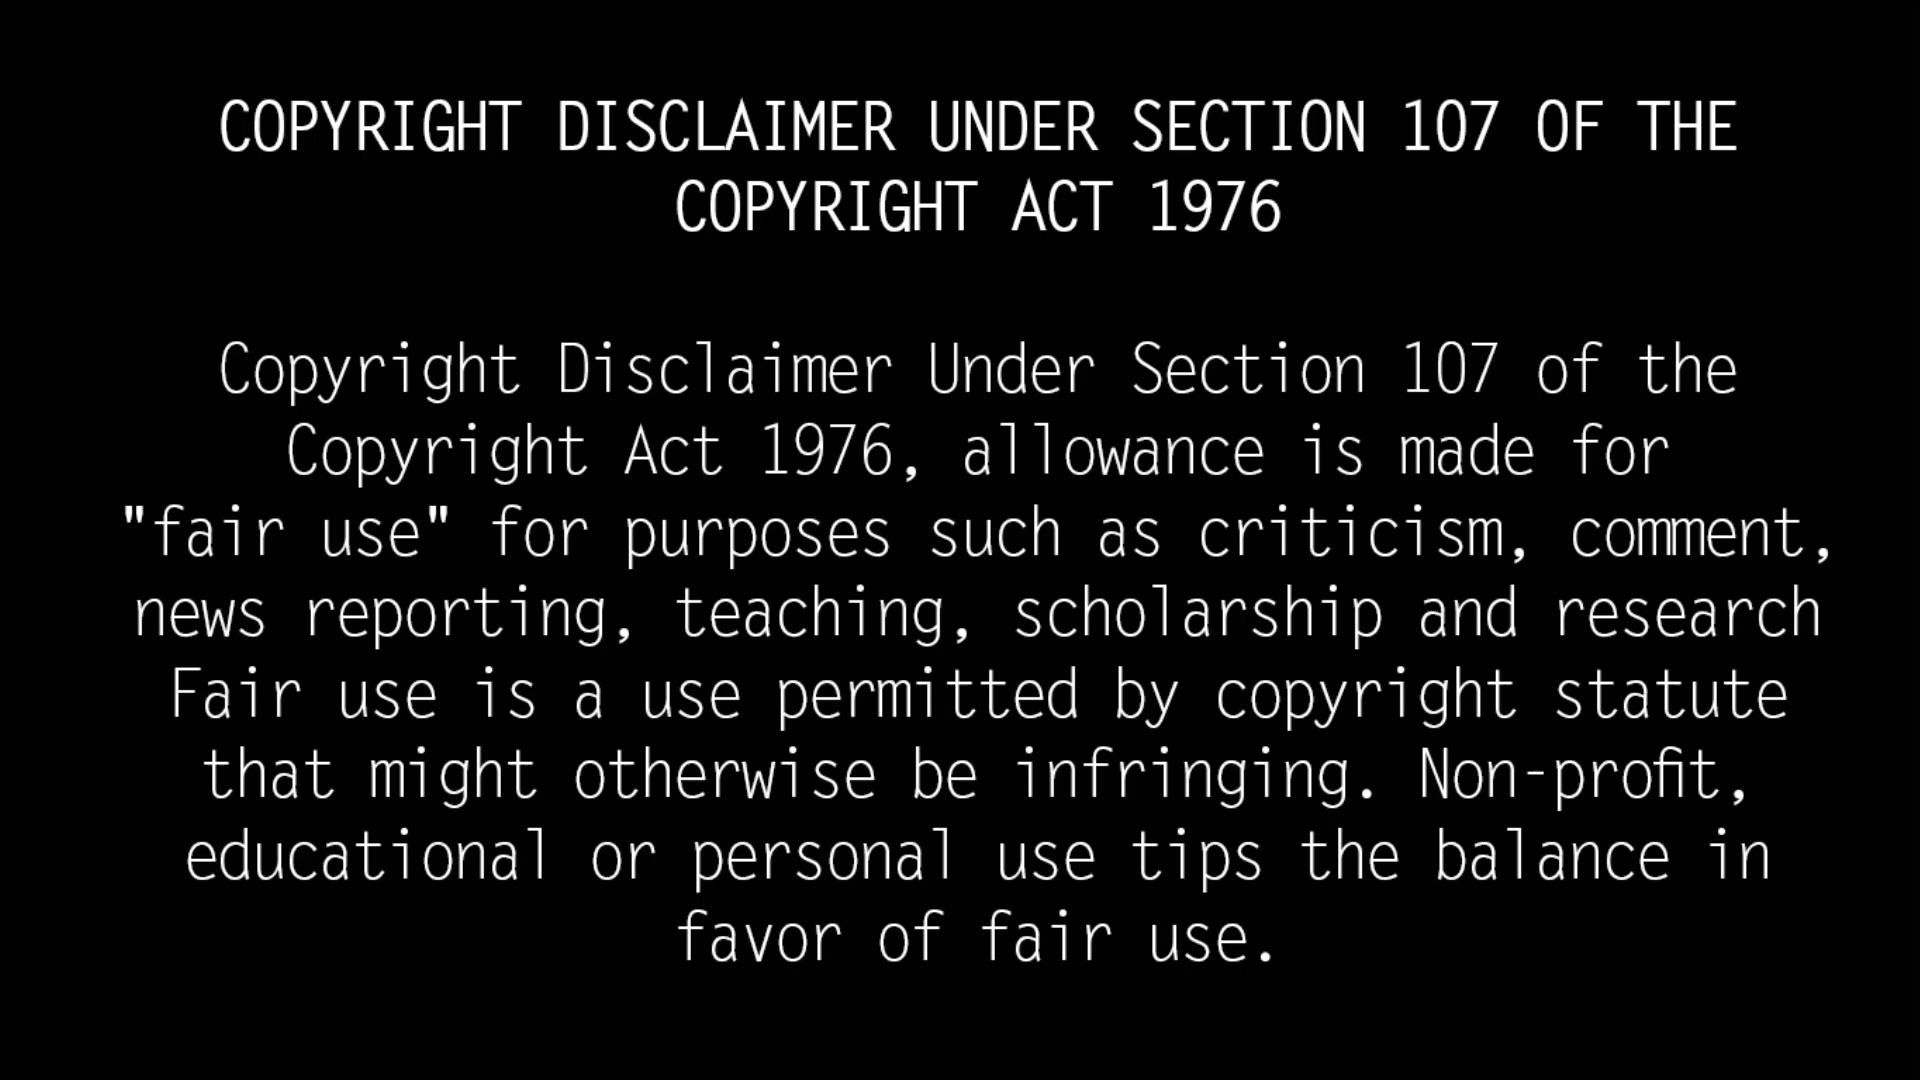 COPYRIGHT DISCLAIMER UNDER SECTION 107 OF THE
COPYRIGHT ACT 1976
Copyright Disclaimer Under Section 107 of the
Copyright Act 1976, allowance is made for
"fair use" for purposes such as criticism, comment,
news reporting, teaching, scholarship and research
Fair use is a use permitted by copyright statute
that might otherwise be infringing. Non-profit,
educational or personal use tips the balance in
favor of fair use.